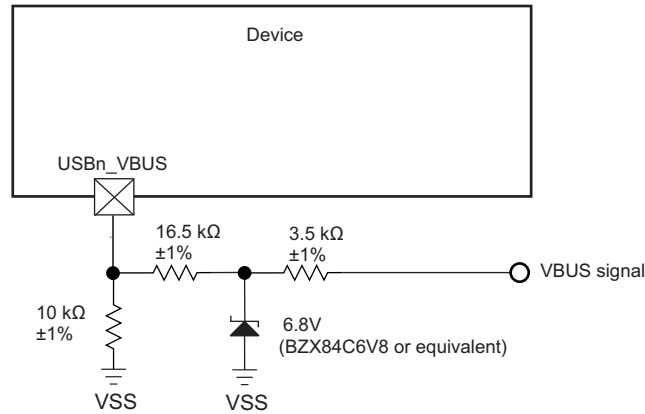 Device
USBn_VBUS
16.5 kΩ
±1%
3.5 kΩ
±1%
VBUS signal
10 kΩ
±1%
6.8V
(BZX84C6V8 or equivalent)
VSS
VSS